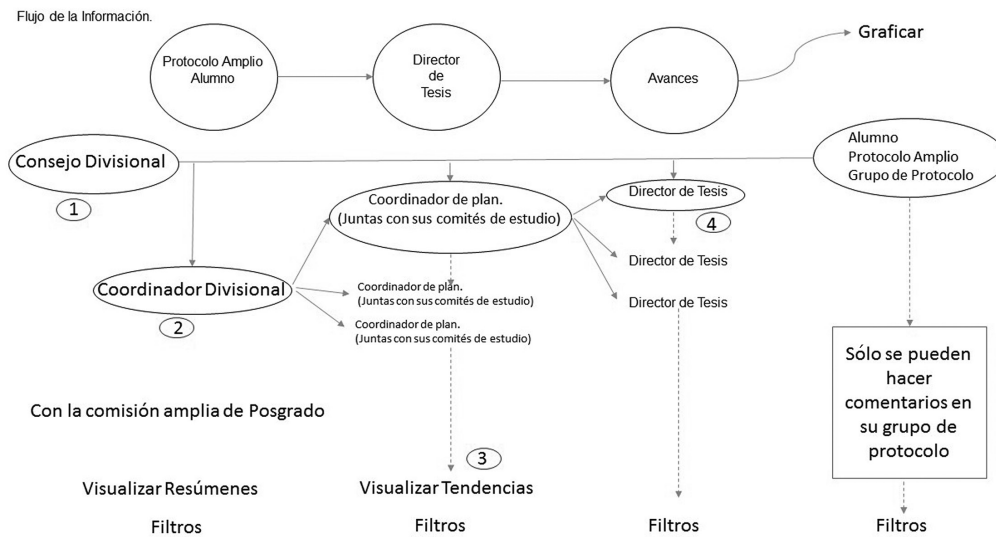 Flujo de la Información.
Protocolo Amplio
Alumno
Director
de
Tesis
Avances
Graficar
Consejo Divisional
1
Alumno
Protocolo Amplio
Grupo de Protocolo
Coordinador de plan.
(Juntas con sus comités de estudio)
Director de Tesis
4
Director de Tesis
Director de Tesis
Coordinador Divisional
2
Coordinador de plan.
(Juntas con sus comités de estudio)
Coordinador de plan.
(Juntas con sus comités de estudio)
Sólo se pueden
hacer
comentarios en
su grupo de
protocolo
Con la comisión amplia de Posgrado
3
Visualizar Resúmenes
Visualizar Tendencias
Filtros
Filtros
Filtros
Filtros